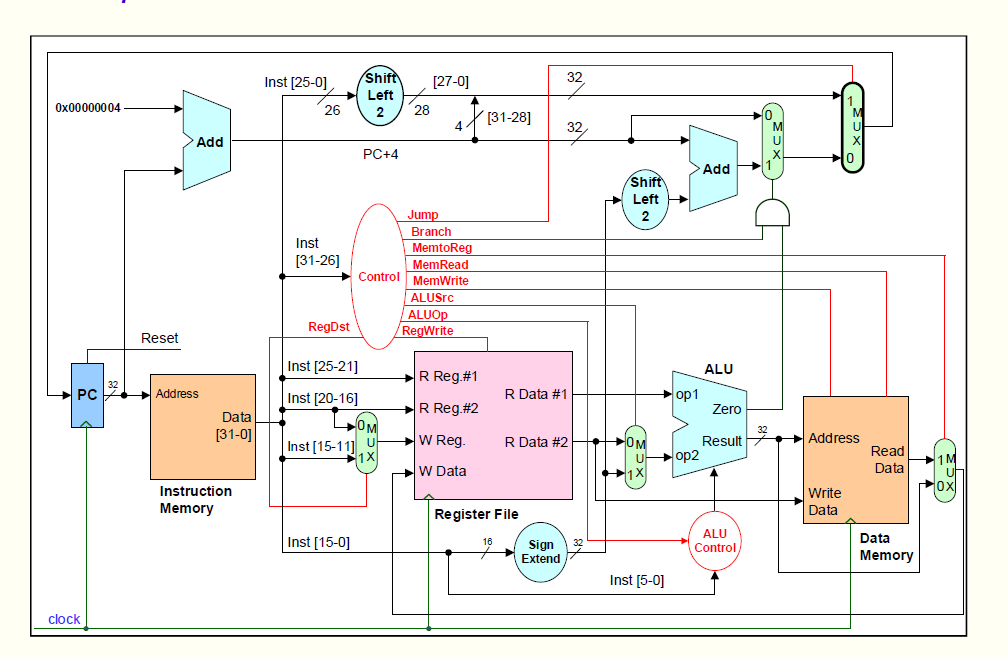 Inst [25-0]
26
Shift
Left
2
[27-0]
28
32
4
[31-28]
0x00000004
Add
PC+4
32
Shift
Left
2
Add
0
M
U
X
1
1
M
U
X
0
Inst
[31-26]
Control
Jump
Branch
MemtoReg
MemRead
MemWrite
ALUSrc
ALUOp
RegWrite
RegDst
Reset
PC
32
Address
Data
[31-0]
Instruction
Memory
Inst [25-21]
Inst [20-16]
Inst [15-11]
0
M
U
1
X
R Reg.#1
R Reg.#2
W Reg.
W Data
R Data #1
R Data #2
Register File
0
M
U
1
X
ALU
op1
op2
Zero
Result
32
Address
Read
Data
Write
Data
Data
Memory
1
M
U
0
X
Inst [15-0]
16
Sign
Extend
32
ALU
Control
Inst [5-0]
clock